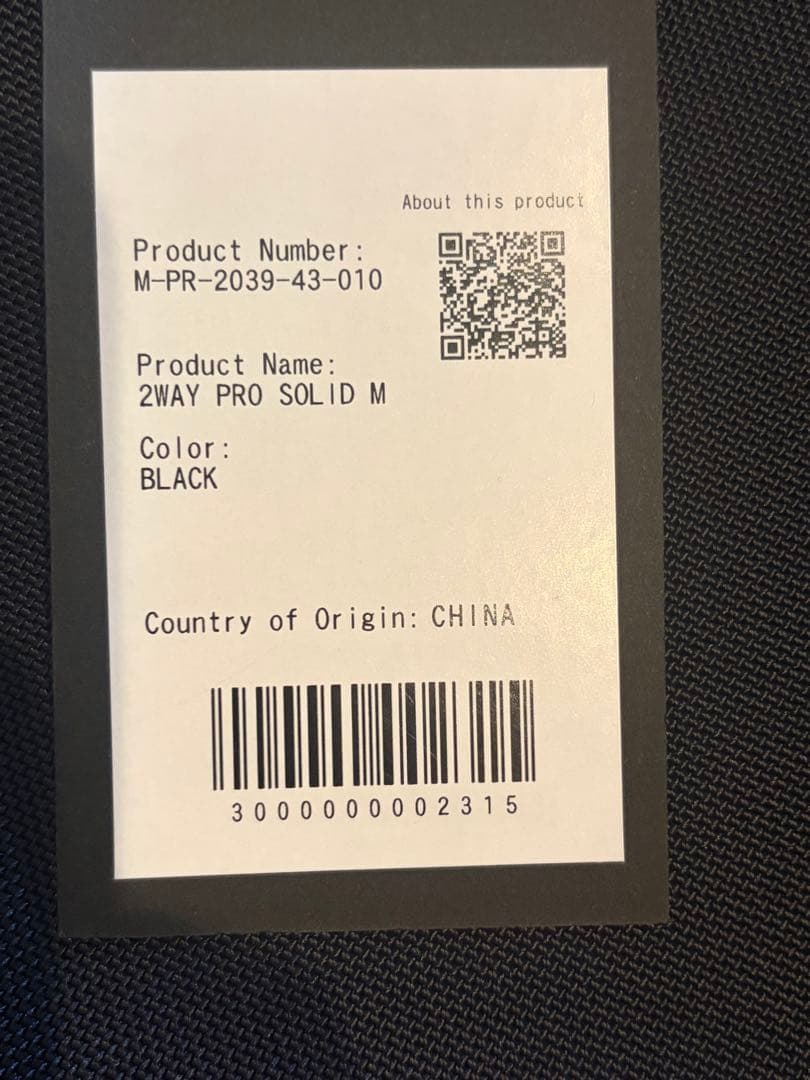 About this product
Product Number:
M-PR-2039-43-010
Product Name:
2WAY PRO SOLID M
Color:
BLACK
Country of Origin: CHINA
3000000002315